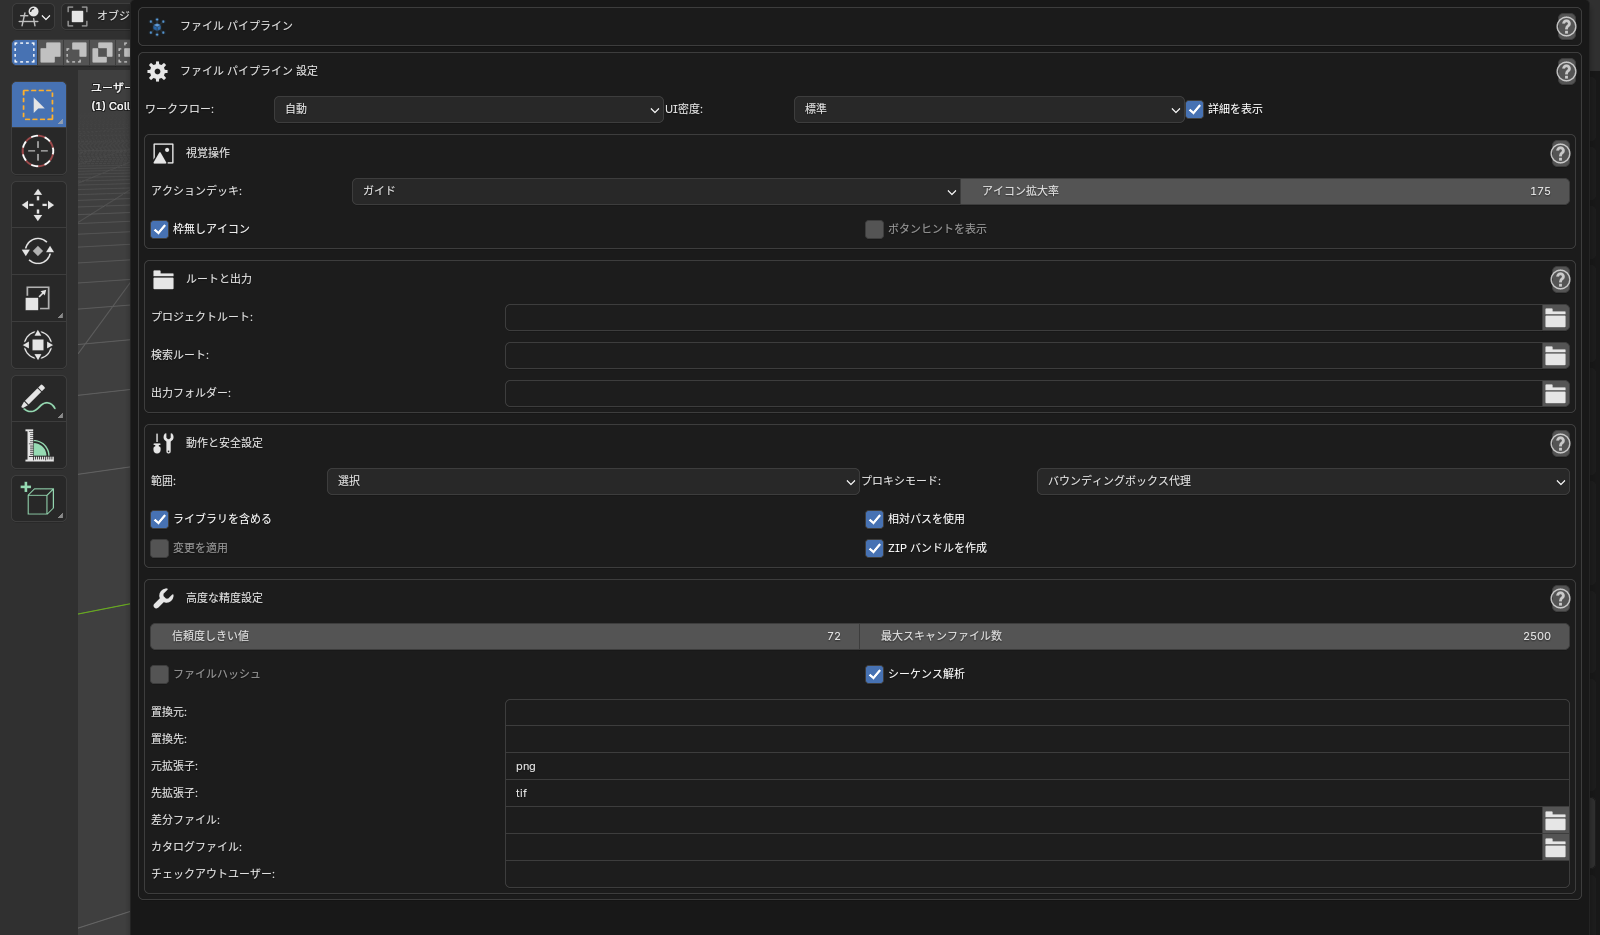 オブジ
ユーザー
(1) Coll
ファイル パイプライン
ファイル パイプライン 設定
ワークフロー: 自動 UI密度: 標準 詳細を表示
視覚操作
アクションデッキ: ガイド アイコン拡大率 175
枠無しアイコン ボタンヒントを表示
ルートと出力
プロジェクトルート:
検索ルート:
出力フォルダー:
動作と安全設定
範囲: 選択 プロキシモード: バウンディングボックス代理
ライブラリを含める 相対パスを使用
変更を適用 ZIP バンドルを作成
高度な精度設定
信頼度しきい値 72 最大スキャンファイル数 2500
ファイルハッシュ シーケンス解析
置換元:
置換先:
元拡張子: png
先拡張子: tif
差分ファイル:
カタログファイル:
チェックアウトユーザー: